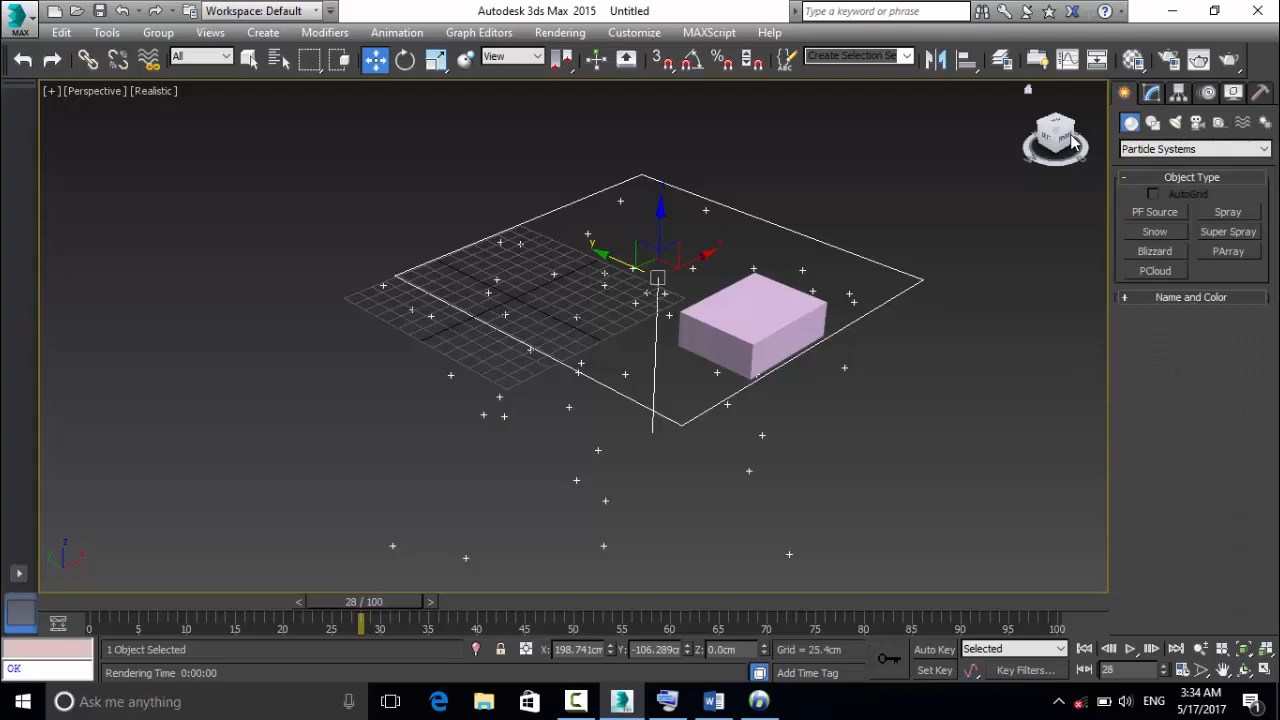 Workspace: Default
Autodesk 3ds Max 2015 Untitled
Type a keyword or phrase
MAX
Edit Tools Group Views Create Modifiers Animation Graph Editors Rendering Customize MAXScript Help
All
View
3
%
Create Selection Se
[+] [Perspective] [Realistic]
Particle Systems
- Object Type
AutoGrid
PF Source Spray
Snow Super Spray
Blizzard PArray
PCloud
+ Name and Color
y
x
z
x
< 28 / 100 >
0 5 10 15 20 25 30 35 40 45 50 55 60 65 70 75 80 85 90 95 100
1 Object Selected
X: 198.741cm Y: -106.289cm Z: 0.0cm Grid = 25.4cm
Auto Key Selected
OK
Rendering Time 0:00:00
Add Time Tag
Set Key Key Filters... 28
Ask me anything
ENG
3:34 AM
5/17/2017